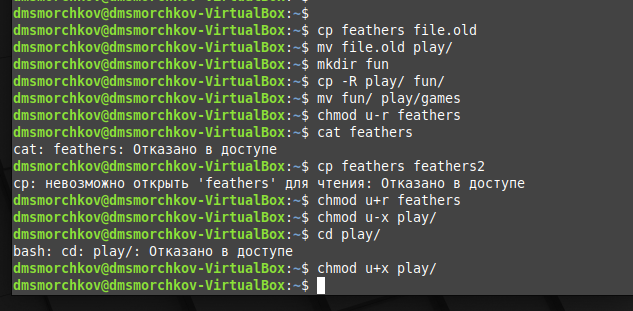 dmsmorchkov@dmsmorchkov-VirtualBox:~$
dmsmorchkov@dmsmorchkov-VirtualBox:~$ cp feathers file.old
dmsmorchkov@dmsmorchkov-VirtualBox:~$ mv file.old play/
dmsmorchkov@dmsmorchkov-VirtualBox:~$ mkdir fun
dmsmorchkov@dmsmorchkov-VirtualBox:~$ cp -R play/ fun/
dmsmorchkov@dmsmorchkov-VirtualBox:~$ mv fun/ play/games
dmsmorchkov@dmsmorchkov-VirtualBox:~$ chmod u-r feathers
dmsmorchkov@dmsmorchkov-VirtualBox:~$ cat feathers
cat: feathers: Отказано в доступе
dmsmorchkov@dmsmorchkov-VirtualBox:~$ cp feathers feathers2
cp: невозможно открыть 'feathers' для чтения: Отказано в доступе
dmsmorchkov@dmsmorchkov-VirtualBox:~$ chmod u+r feathers
dmsmorchkov@dmsmorchkov-VirtualBox:~$ chmod u-x play/
dmsmorchkov@dmsmorchkov-VirtualBox:~$ cd play/
bash: cd: play/: Отказано в доступе
dmsmorchkov@dmsmorchkov-VirtualBox:~$ chmod u+x play/
dmsmorchkov@dmsmorchkov-VirtualBox:~$